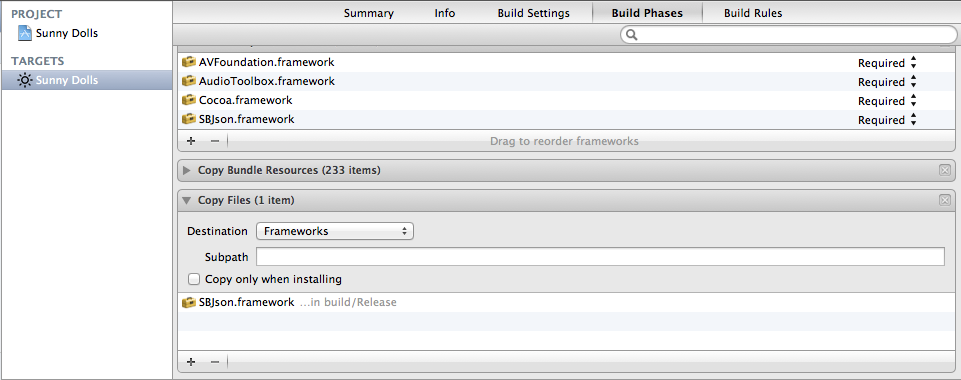 PROJECT
Sunny Dolls
TARGETS
Sunny Dolls
Summary Info Build Settings Build Phases Build Rules
AVFoundation.framework Required
AudioToolbox.framework Required
Cocoa.framework Required
SBJson.framework Required
+ − Drag to reorder frameworks
Copy Bundle Resources (233 items)
Copy Files (1 item)
Destination Frameworks
Subpath
Copy only when installing
SBJson.framework ...in build/Release
+ −